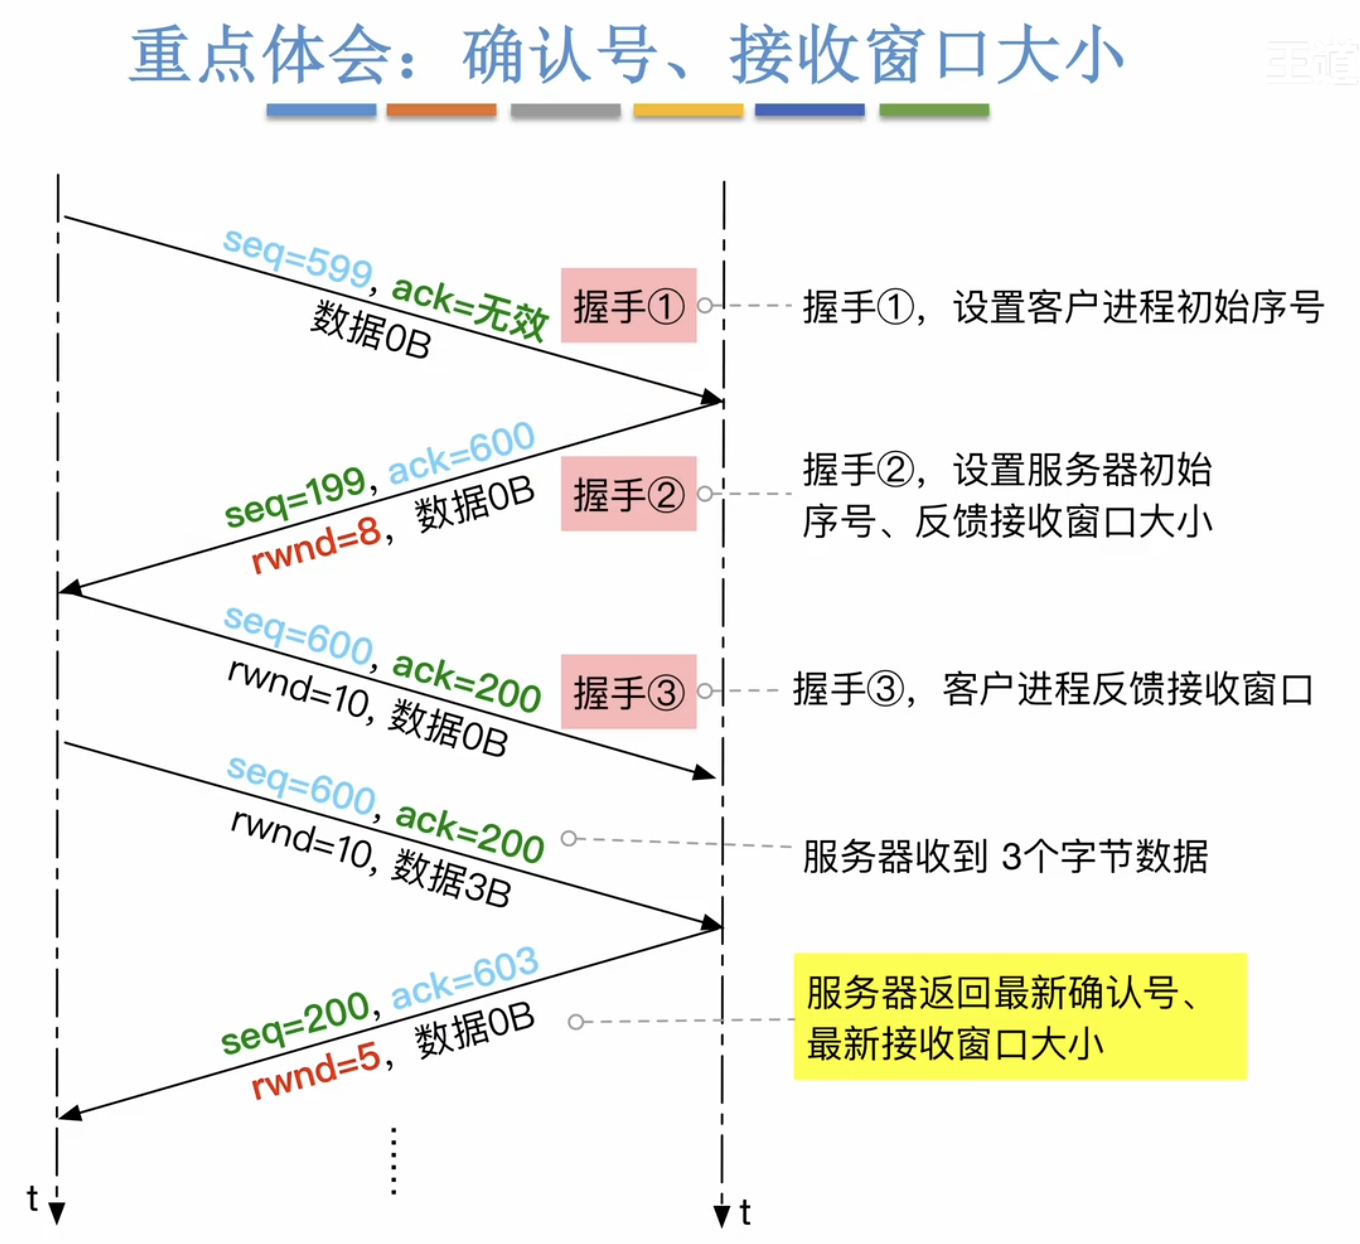 重点体会：确认号、接收窗口大小
王道
seq=599, ack=无效
数据0B
握手①
握手①，设置客户进程初始序号
seq=199, ack=600
rwnd=8，数据0B
握手②
握手②，设置服务器初始
序号、反馈接收窗口大小
seq=600, ack=200
rwnd=10, 数据0B
握手③
握手③，客户进程反馈接收窗口
seq=600, ack=200
rwnd=10, 数据3B
服务器收到 3个字节数据
seq=200, ack=603
rwnd=5，数据0B
服务器返回最新确认号、
最新接收窗口大小
t
t